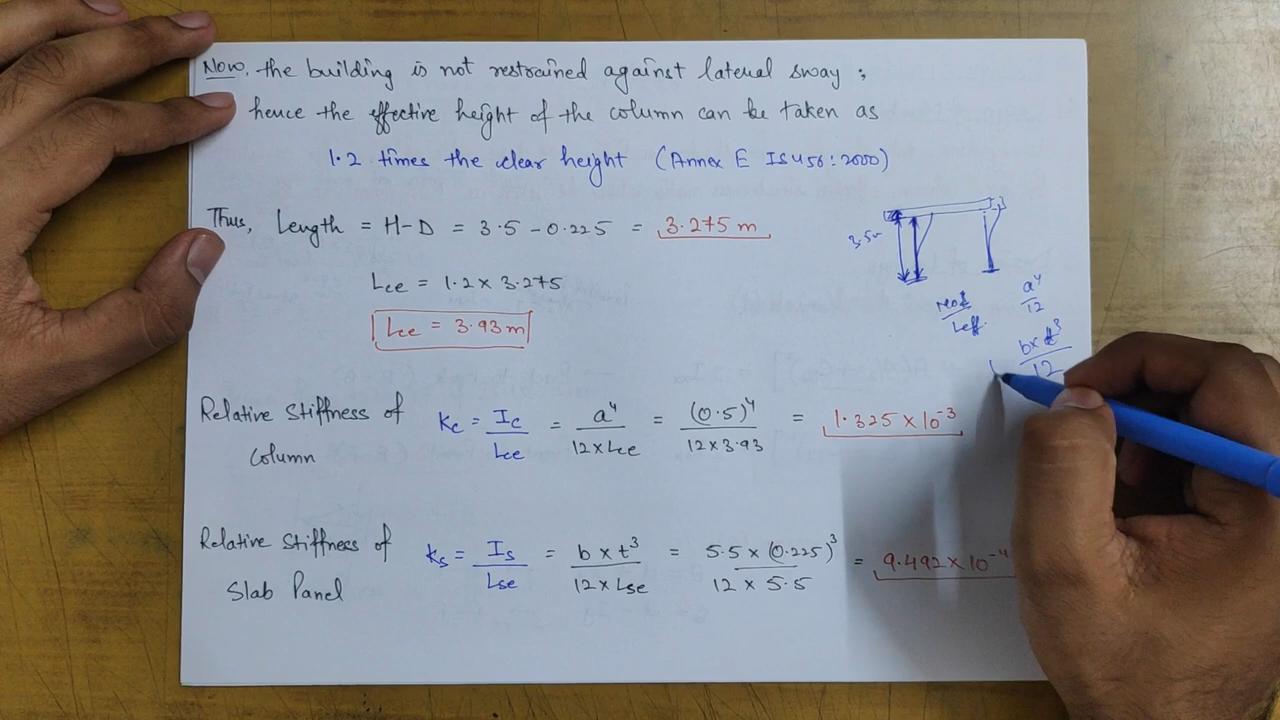 Now, the building is not restrained against lateral sway ;
hence the effective height of the column can be taken as
1.2 times the clear height (Annex E IS 456:2000)
Thus, Length = H-D = 3.5 - 0.225 = 3.275 m
3.5m
Lce = 1.2 x 3.275
Lce = 3.93 m
Leff.
a⁴/12
b x t³/12
Relative Stiffness of column Kc = Ic/Lce = a⁴/(12 x Lce) = (0.5)⁴/(12 x 3.93) = 1.325 x 10⁻³
Relative Stiffness of Slab Panel Ks = Is/Lse = b x t³/(12 x Lse) = 5.5 x (0.225)³/(12 x 5.5) = 9.492 x 10⁻⁴